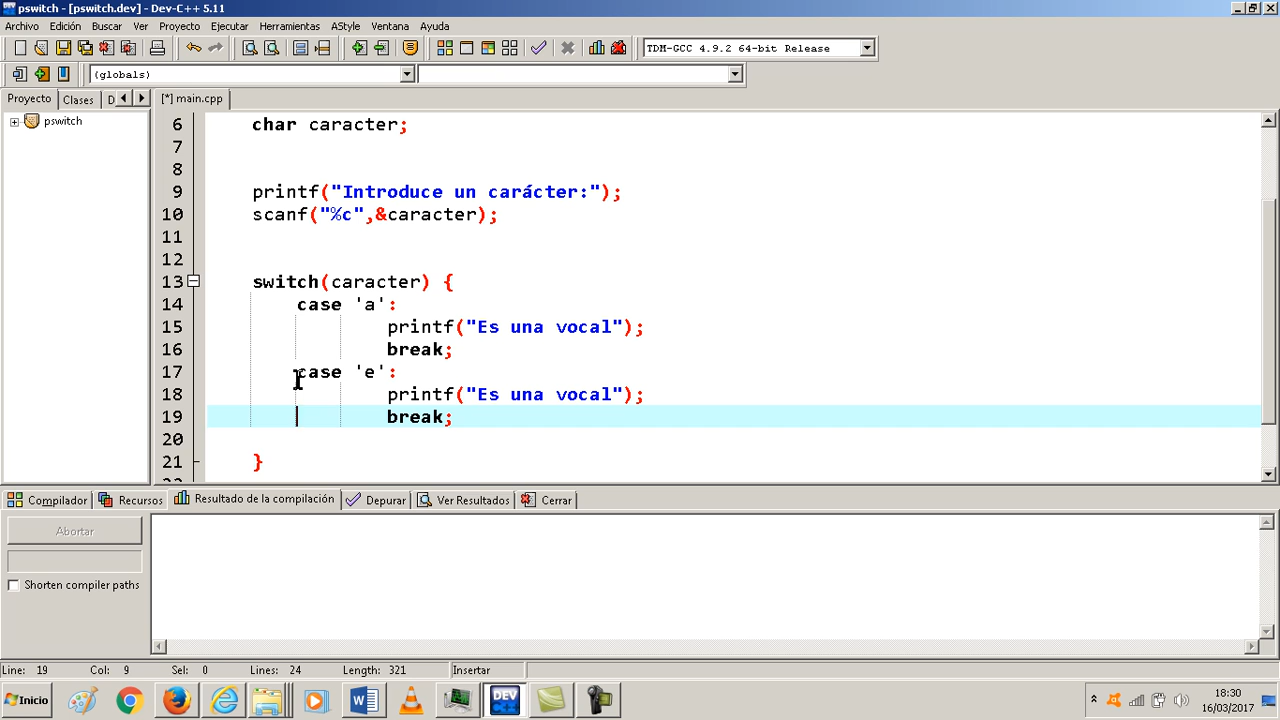 pswitch - [pswitch.dev] - Dev-C++ 5.11
Archivo Edición Buscar Ver Proyecto Ejecutar Herramientas AStyle Ventana Ayuda
TDM-GCC 4.9.2 64-bit Release
(globals)
Proyecto Clases D [*] main.cpp
pswitch
6 char caracter;
7
8
9 printf("Introduce un carácter:");
10 scanf("%c",&caracter);
11
12
13 switch(caracter) {
14 case 'a':
15 printf("Es una vocal");
16 break;
17 case 'e':
18 printf("Es una vocal");
19 break;
20
21 }
Compilador Recursos Resultado de la compilación Depurar Ver Resultados Cerrar
Abortar
Shorten compiler paths
Line: 19 Col: 9 Sel: 0 Lines: 24 Length: 321 Insertar
Inicio W DEV C++ 18:30
16/03/2017